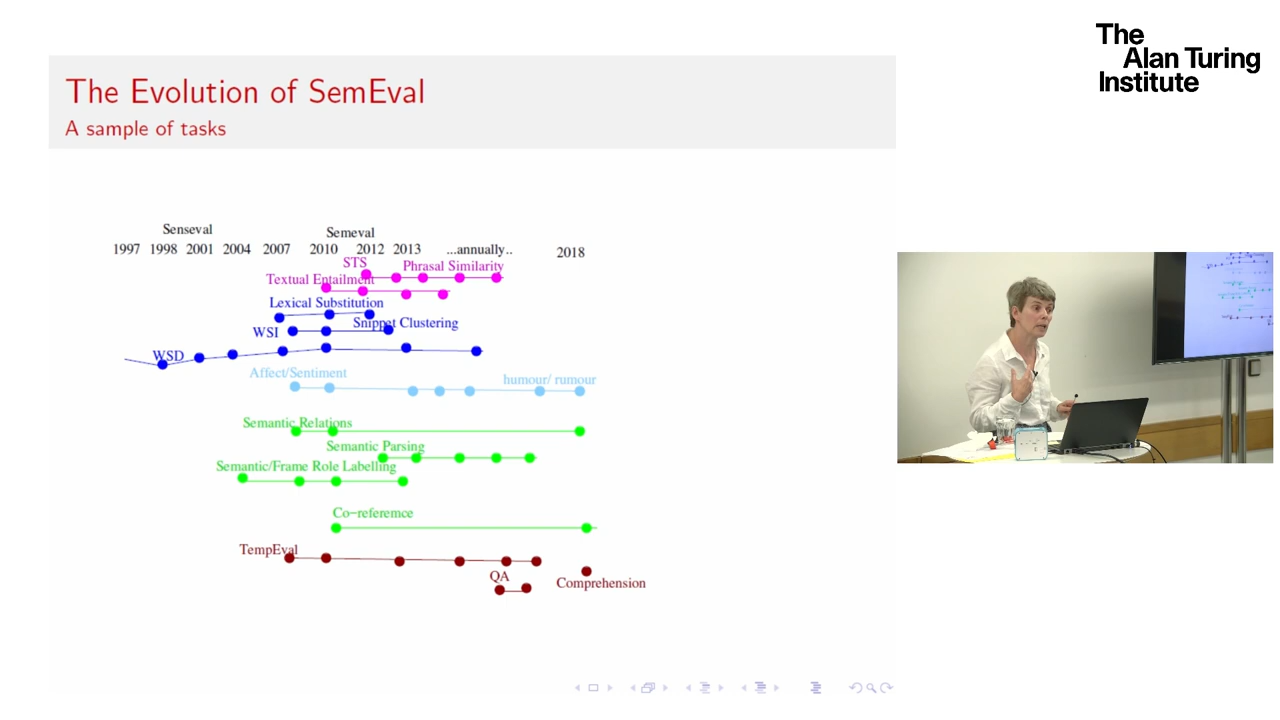 The
Alan Turing
Institute
The Evolution of SemEval
A sample of tasks
Senseval
Semeval
1997 1998 2001 2004 2007 2010 2012 2013 ...annually.. 2018
STS
Phrasal Similarity
Textual Entailment
Lexical Substitution
WSI
Snippet Clustering
WSD
Affect/Sentiment
humour/ rumour
Semantic Relations
Semantic Parsing
Semantic/Frame Role Labelling
Co-referemce
TempEval
QA
Comprehension